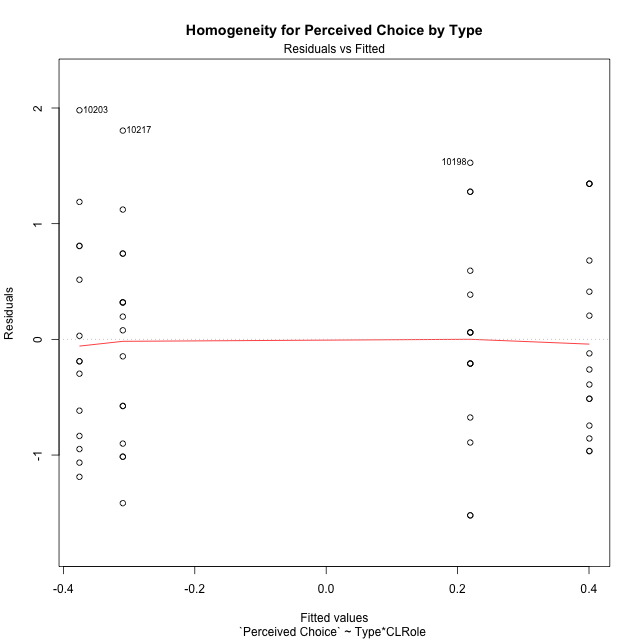 Homogeneity for Perceived Choice by Type
Residuals vs Fitted
2
1
0
-1
Residuals
10203
10217
10198
-0.4
-0.2
0.0
0.2
0.4
Fitted values
`Perceived Choice` ~ Type*CLRole